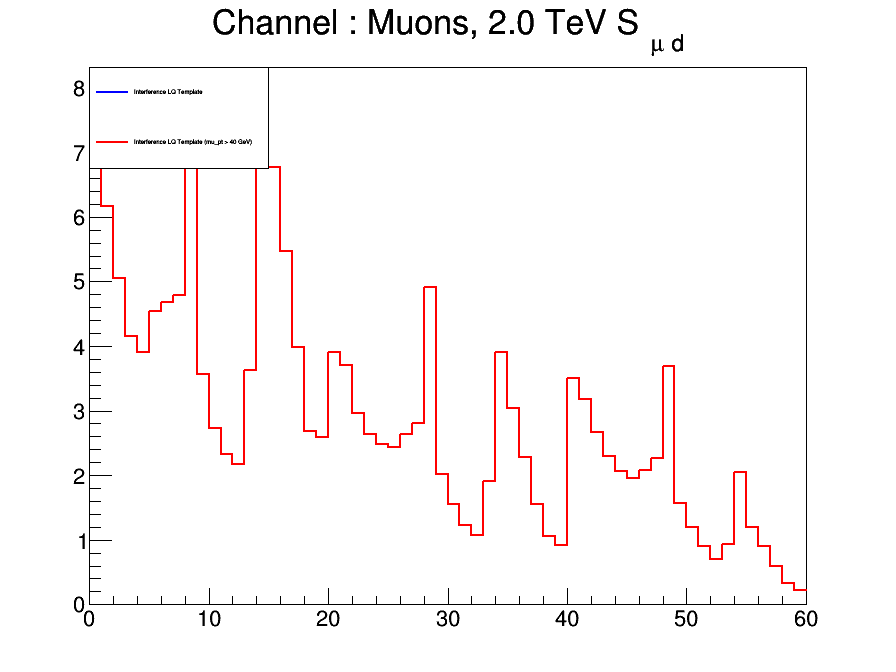 Channel : Muons, 2.0 TeV S μ d
8
Interference LQ Template
7
Interference LQ Template (mu_pt > 40 GeV)
6
5
4
3
2
1
0
0 10 20 30 40 50 60